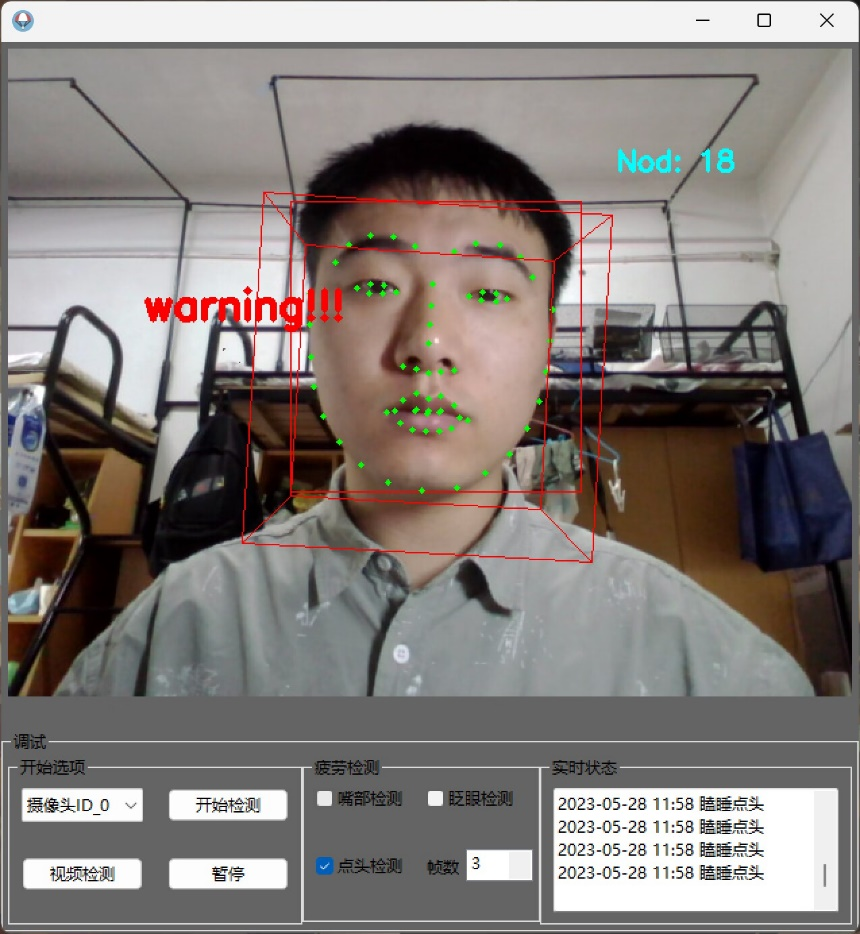 Nod: 18
warning!!!
调试
开始选项
摄像头ID_0
开始检测
视频检测
暂停
疲劳检测
嘴部检测
眨眼检测
点头检测
帧数
3
实时状态
2023-05-28 11:58 瞌睡点头
2023-05-28 11:58 瞌睡点头
2023-05-28 11:58 瞌睡点头
2023-05-28 11:58 瞌睡点头